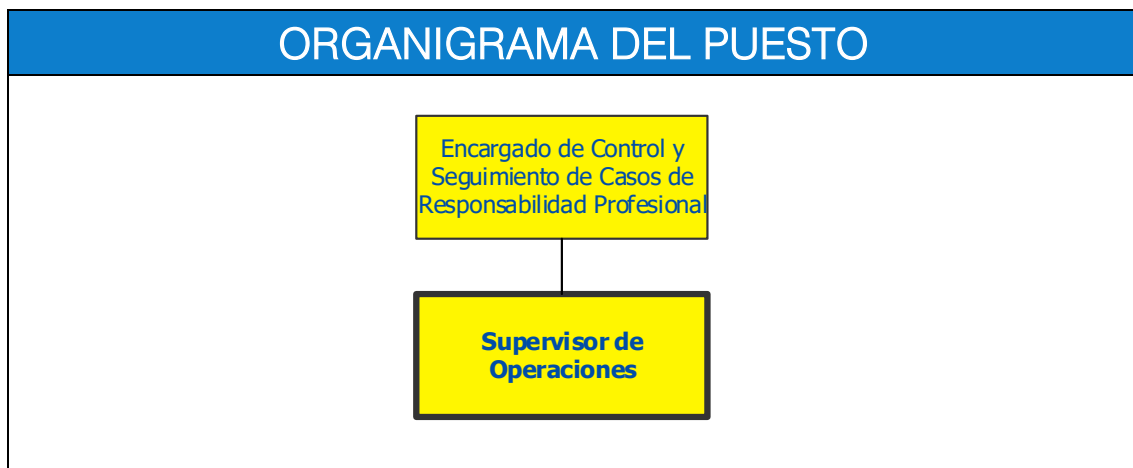 ORGANIGRAMA DEL PUESTO
Encargado de Control y
Seguimiento de Casos de
Responsabilidad Profesional
Supervisor de
Operaciones